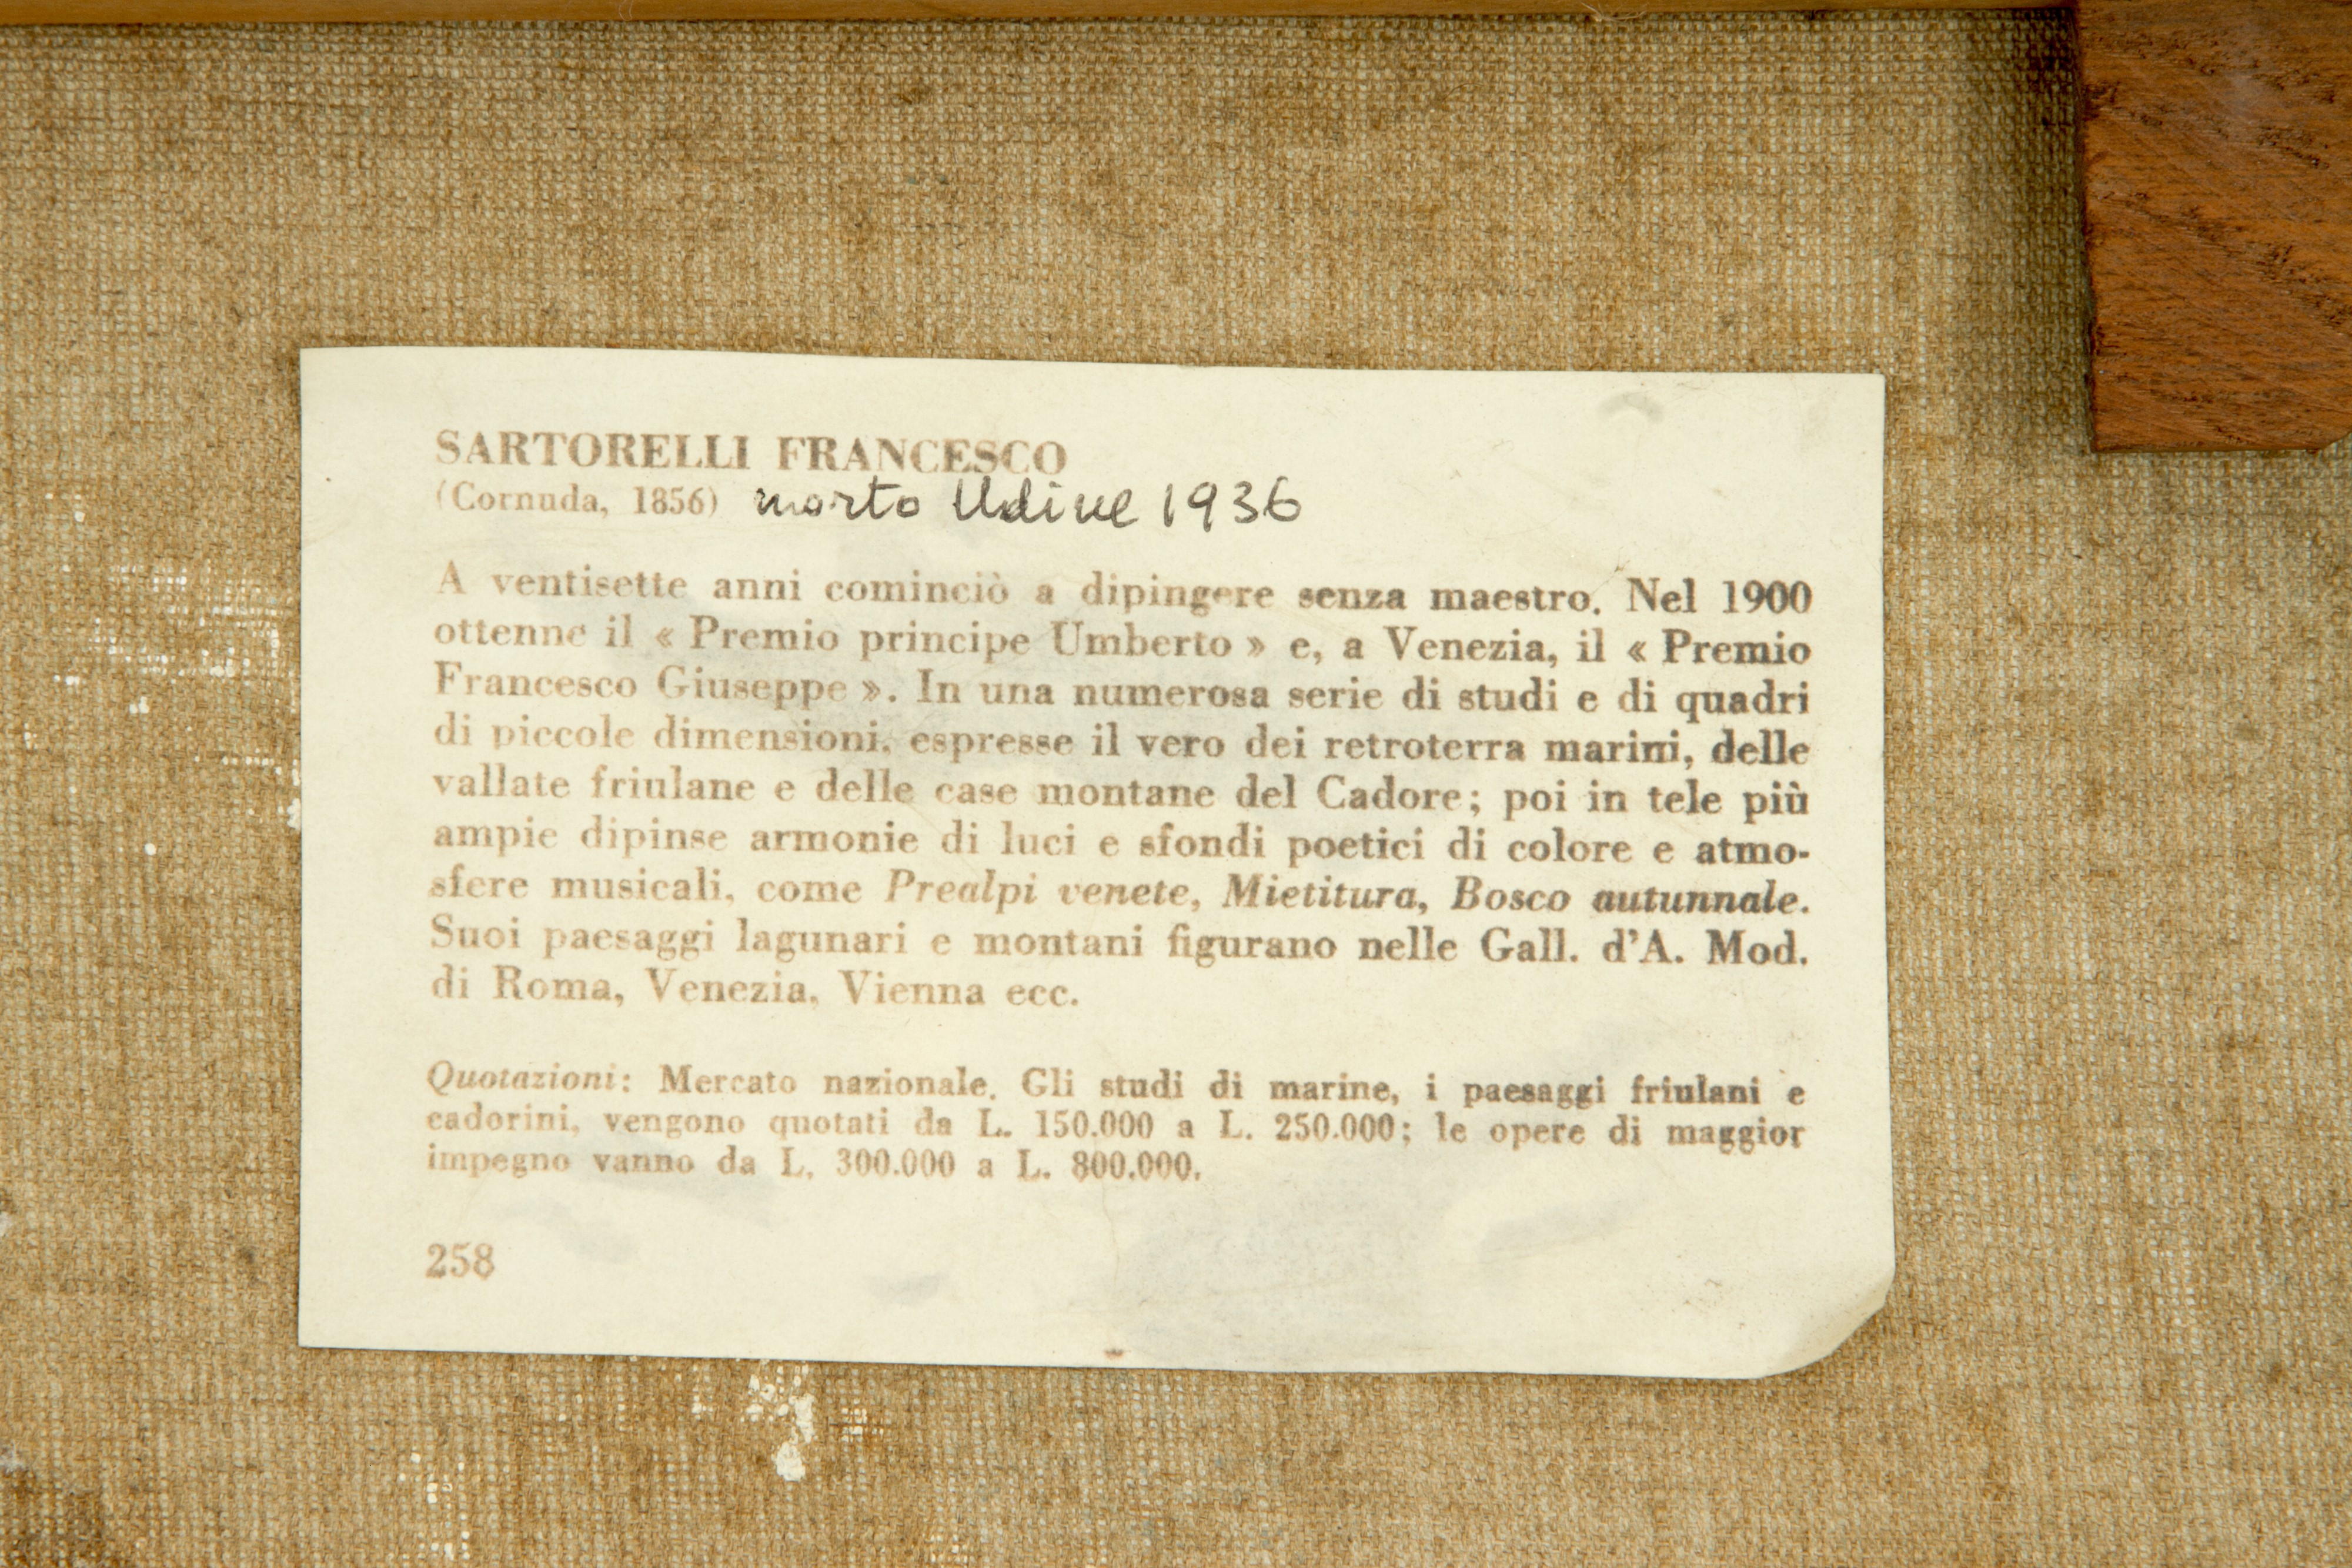 SARTORELLI FRANCESCO
(Cornuda, 1856) morto Udine 1936
A ventisette anni cominciò a dipingere senza maestro. Nel 1900
ottenne il « Premio principe Umberto » e, a Venezia, il « Premio
Francesco Giuseppe ». In una numerosa serie di studi e di quadri
di piccole dimensioni, espresse il vero dei retroterra marini, delle
vallate friulane e delle case montane del Cadore; poi in tele più
ampie dipinse armonie di luci e sfondi poetici di colore e atmo-
sfere musicali, come Prealpi venete, Mietitura, Bosco autunnale.
Suoi paesaggi lagunari e montani figurano nelle Gall. d'A. Mod.
di Roma, Venezia, Vienna ecc.
Quotazioni: Mercato nazionale. Gli studi di marine, i paesaggi friulani e
cadorini, vengono quotati da L. 150.000 a L. 250.000; le opere di maggior
impegno vanno da L. 300.000 a L. 800.000.
258